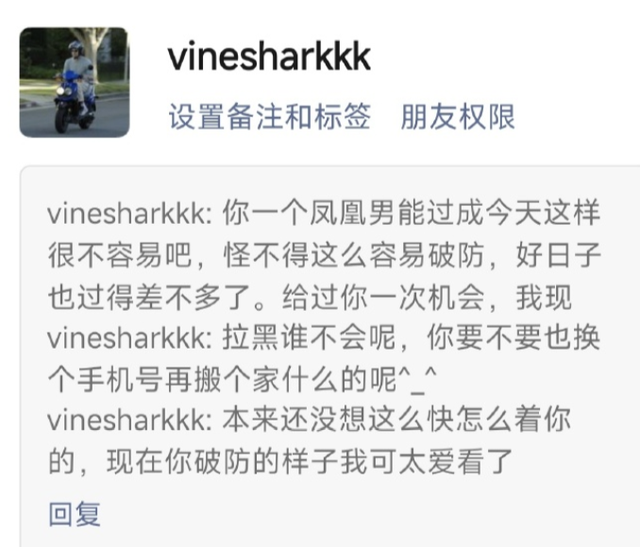 vinesharkkk
设置备注和标签 朋友权限
vinesharkkk: 你一个凤凰男能过成今天这样
很不容易吧，怪不得这么容易破防，好日子
也过得差不多了。给过你一次机会，我现
vinesharkkk: 拉黑谁不会呢，你要不要也换
个手机号再搬个家什么的呢^_^
vinesharkkk: 本来还没想这么快怎么着你
的，现在你破防的样子我可太爱看了
回复